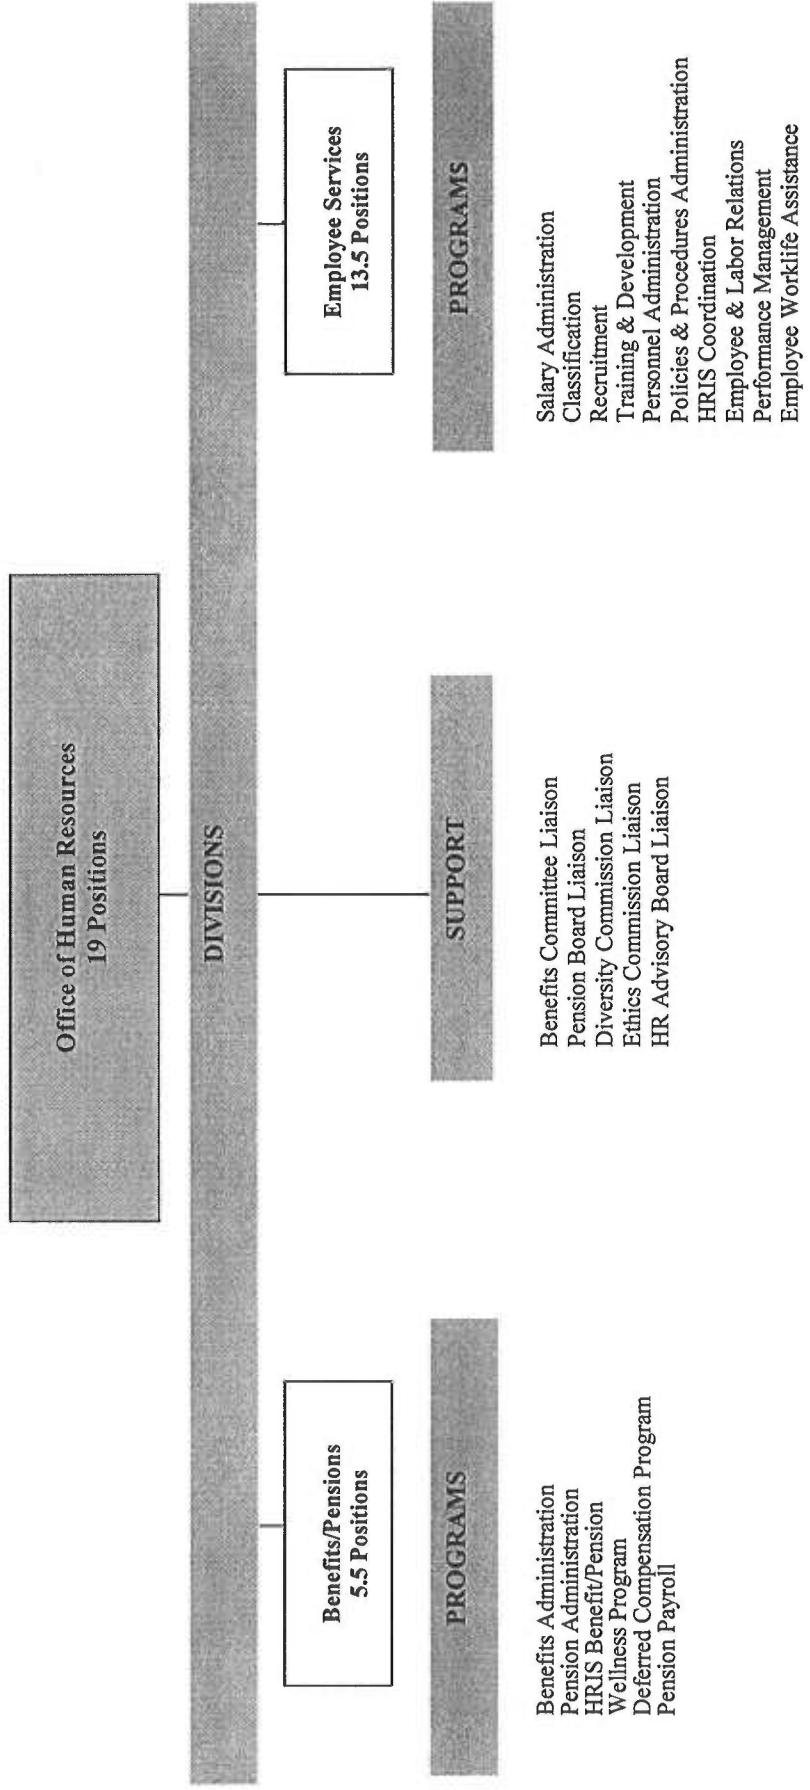 Office of Human Resources
19 Positions
DIVISIONS
Benefits/Pensions
5.5 Positions
PROGRAMS
Benefits Administration
Pension Administration
HRIS Benefit/Pension
Wellness Program
Deferred Compensation Program
Pension Payroll
SUPPORT
Benefits Committee Liaison
Pension Board Liaison
Diversity Commission Liaison
Ethics Commission Liaison
HR Advisory Board Liaison
Employee Services
13.5 Positions
PROGRAMS
Salary Administration
Classification
Recruitment
Training & Development
Personnel Administration
Policies & Procedures Administration
HRIS Coordination
Employee & Labor Relations
Performance Management
Employee Worklife Assistance